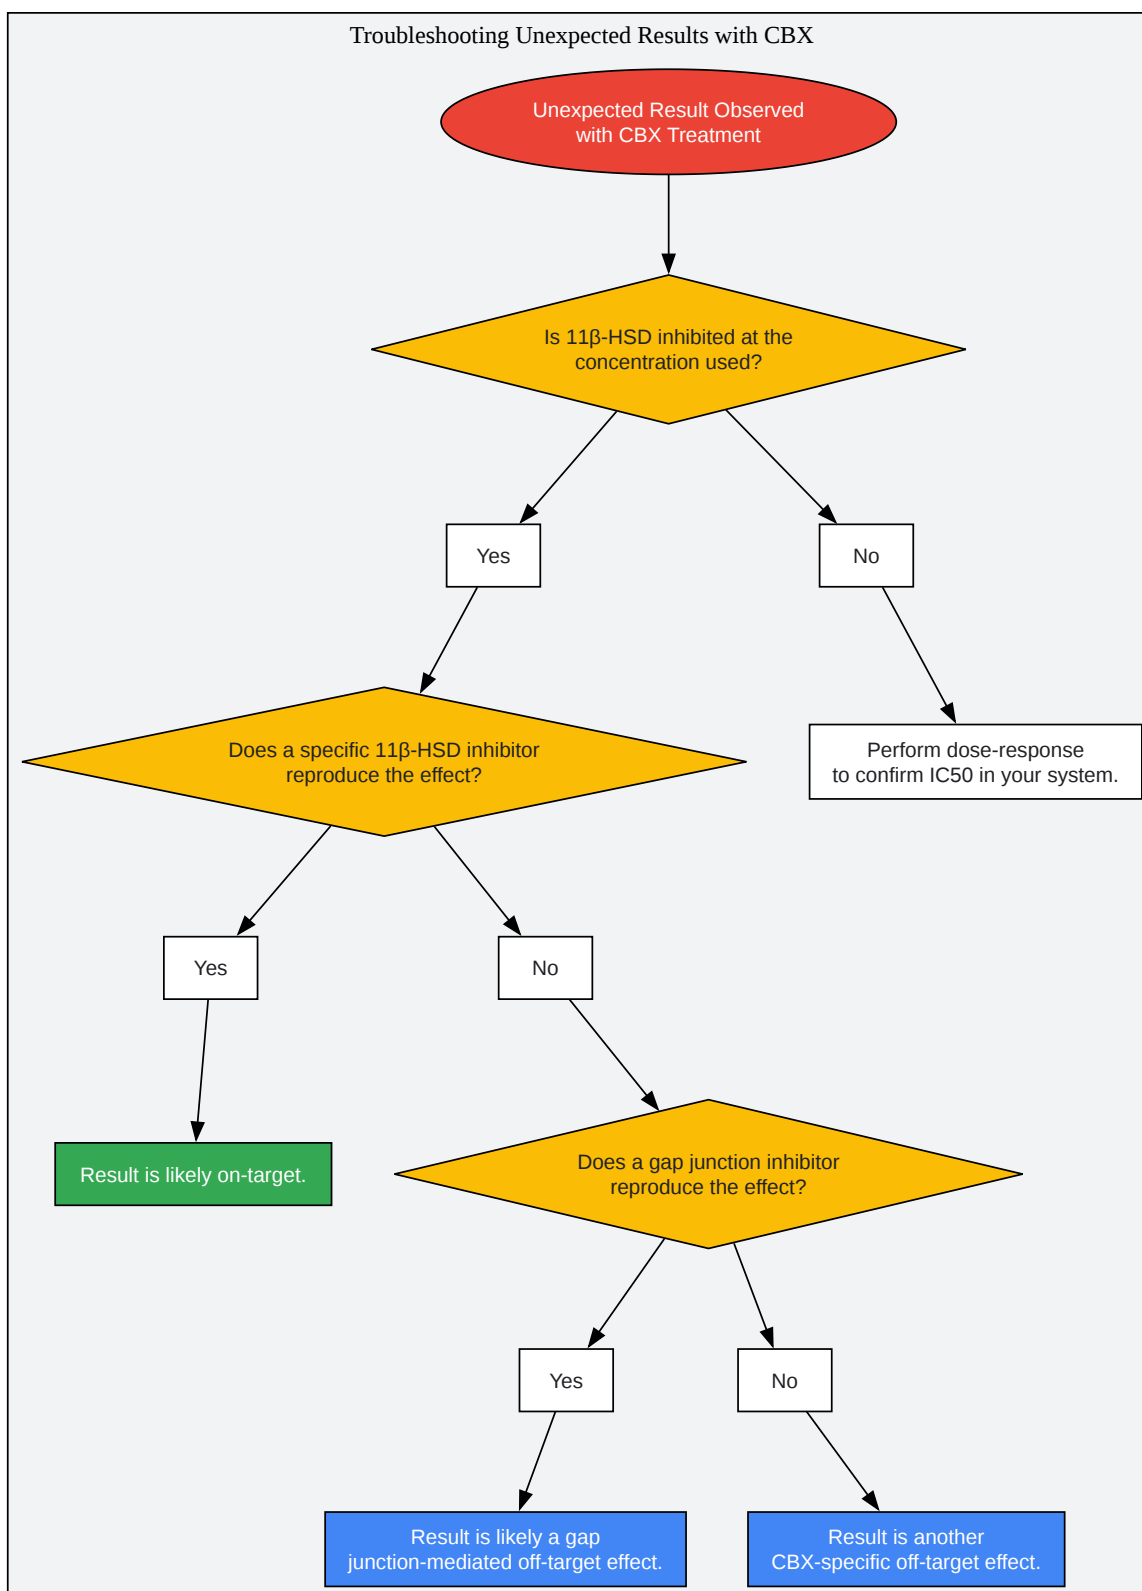 Troubleshooting Unexpected Results with CBX
Unexpected Result Observed
with CBX Treatment
Is 11β-HSD inhibited at the
concentration used?
Yes
No
Does a specific 11β-HSD inhibitor
reproduce the effect?
Perform dose-response
to confirm IC50 in your system.
Yes
No
Result is likely on-target.
Does a gap junction inhibitor
reproduce the effect?
Yes
No
Result is likely a gap
junction-mediated off-target effect.
Result is another
CBX-specific off-target effect.